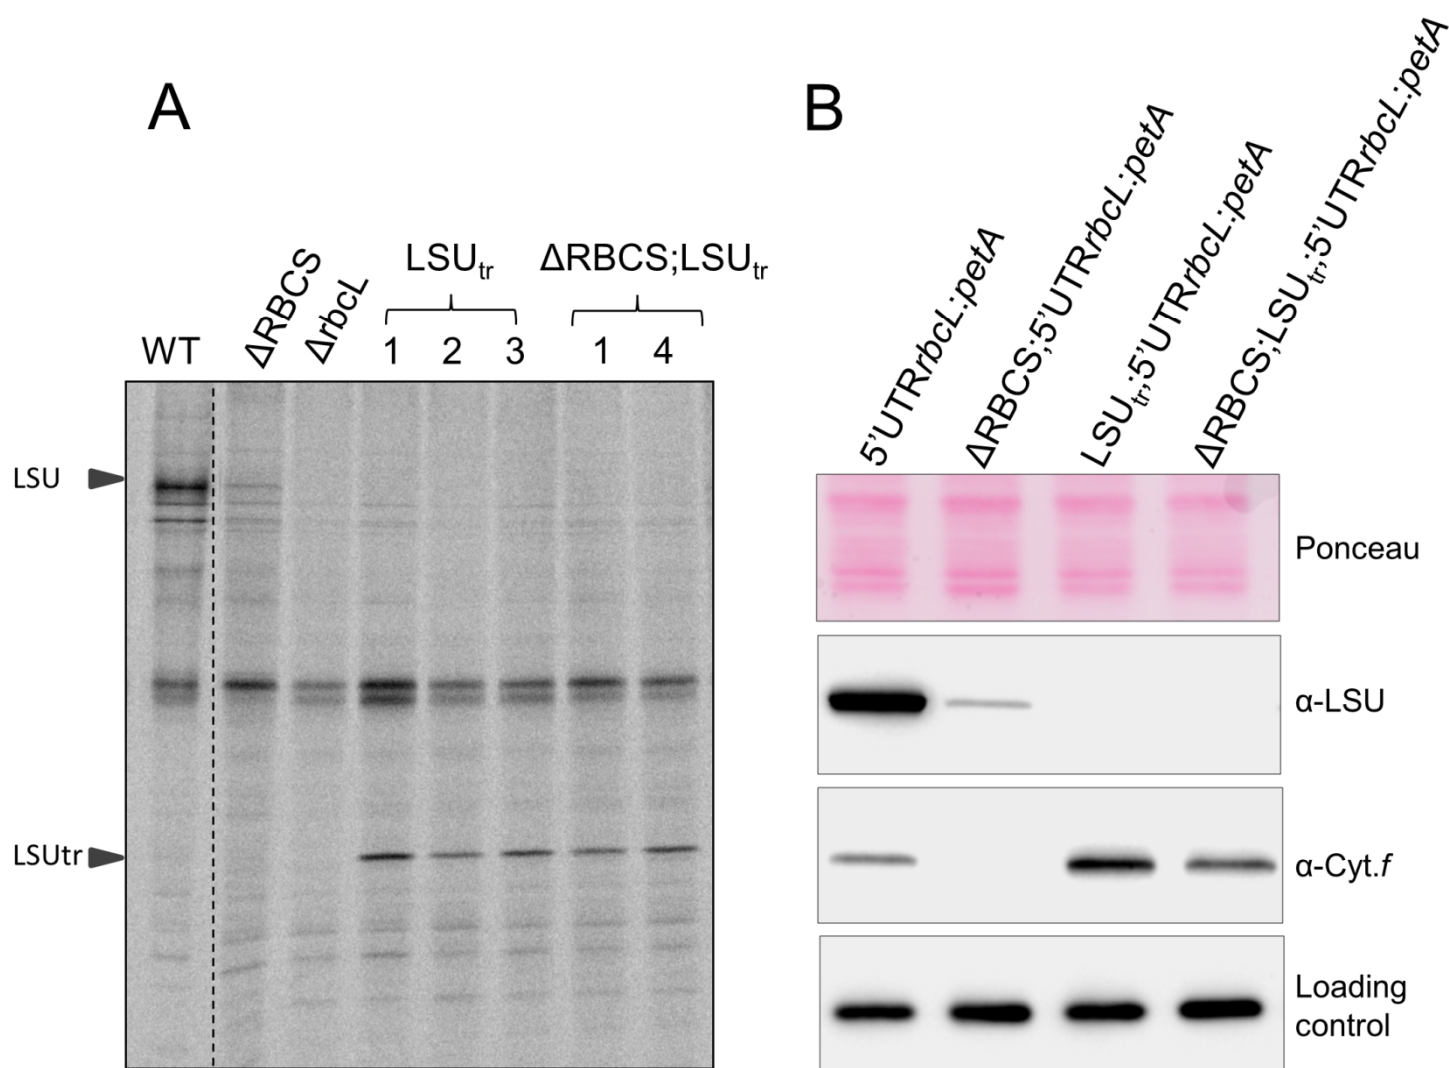 A
LSUtr
ΔRBCS;LSUtr
WT
ΔRBCS
ΔrbcL
1
2
3
1
4
LSU
LSUtr
B
5’UTRrbcL:petA
ΔRBCS;5’UTRrbcL:petA
LSUtr;5’UTRrbcL:petA
ΔRBCS;LSUtr;5’UTRrbcL:petA
Ponceau
α-LSU
α-Cyt.f
Loading
control